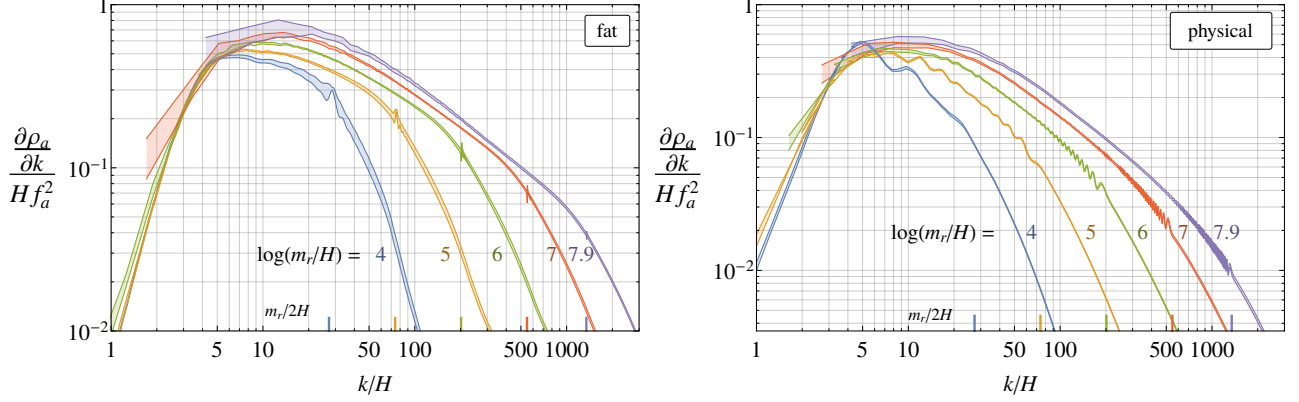 fat
1
10⁻¹
10⁻²
∂ρₐ
∂k
H fₐ²
log(mᵣ/H) = 4 5 6 7 7.9
mᵣ/2H
1 5 10 50 100 500 1000
k/H
physical
1
10⁻¹
10⁻²
∂ρₐ
∂k
H fₐ²
log(mᵣ/H) = 4 5 6 7 7.9
mᵣ/2H
1 5 10 50 100 500 1000
k/H